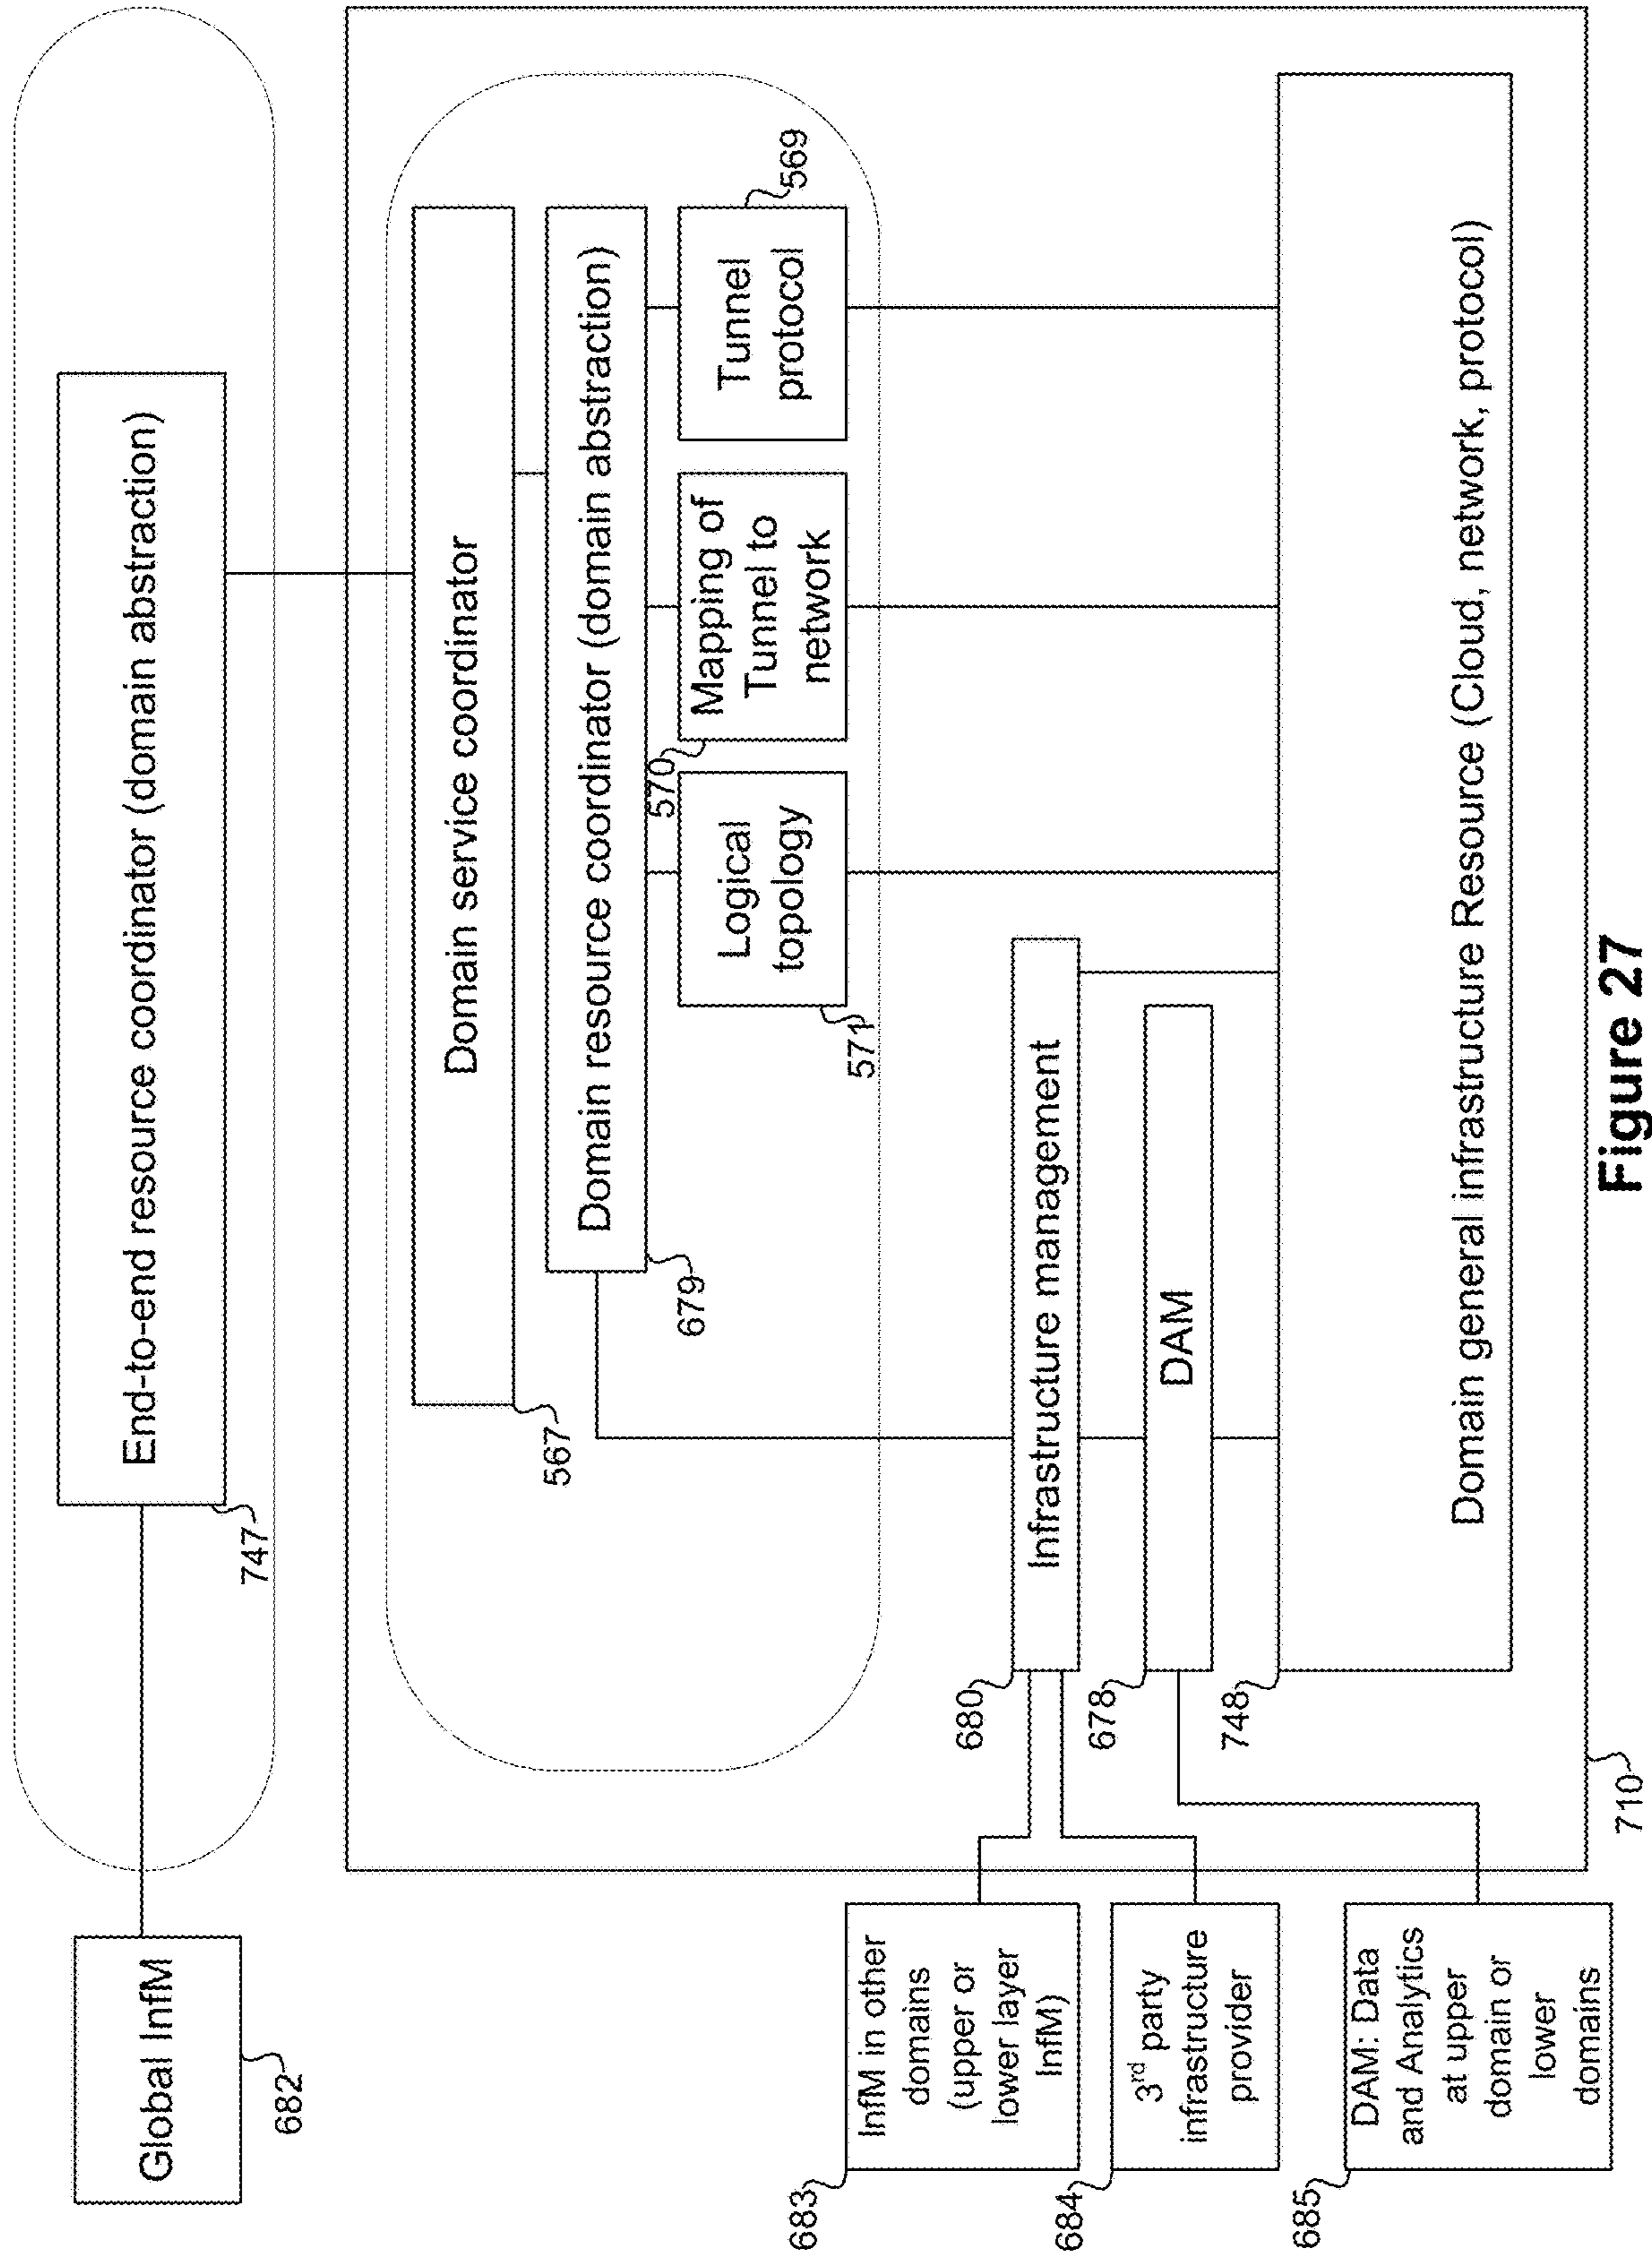 Global InfM
682
End-to-end resource coordinator (domain abstraction)
747
Domain service coordinator
567
Domain resource coordinator (domain abstraction)
679
Logical
topology
571
Mapping of
Tunnel to
network
570
Tunnel
protocol
569
InfM in other
domains
(upper or
lower layer
InfM)
683
3rd party
infrastructure
provider
684
DAM: Data
and Analytics
at upper
domain or
lower
domains
685
Infrastructure management
680
DAM
678
Domain general infrastructure Resource (Cloud, network, protocol)
748
710
Figure 27